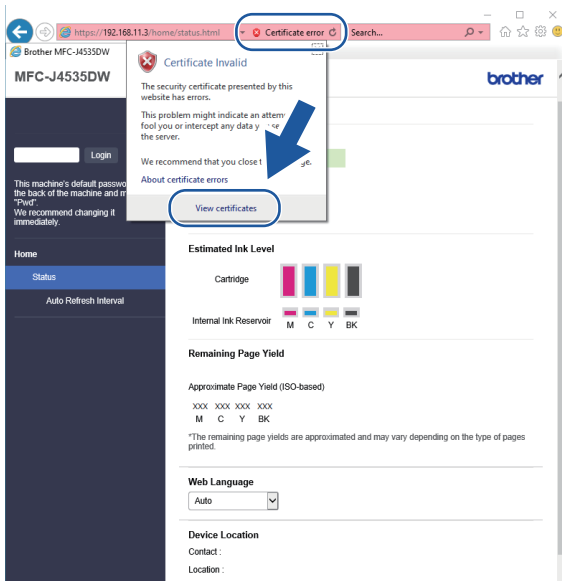 https://192.168.11.3/home/status.html
Certificate error
Search...
Brother MFC-J4535DW
MFC-J4535DW
brother
Certificate Invalid
The security certificate presented by this
website has errors.
This problem might indicate an
fool you or intercept any data
the server.
We recommend that you close
About certificate errors
View certificates
Login
This machine's default
the back of the machine and
"Pwd".
We recommend changing it
immediately.
Home
Status
Auto Refresh Interval
Estimated Ink Level
Cartridge
Internal Ink Reservoir
M C Y BK
Remaining Page Yield
Approximate Page Yield (ISO-based)
XXX XXX XXX XXX
M C Y BK
*The remaining page yields are approximated and may vary depending on the type of pages
printed.
Web Language
Auto
Device Location
Contact :
Location :